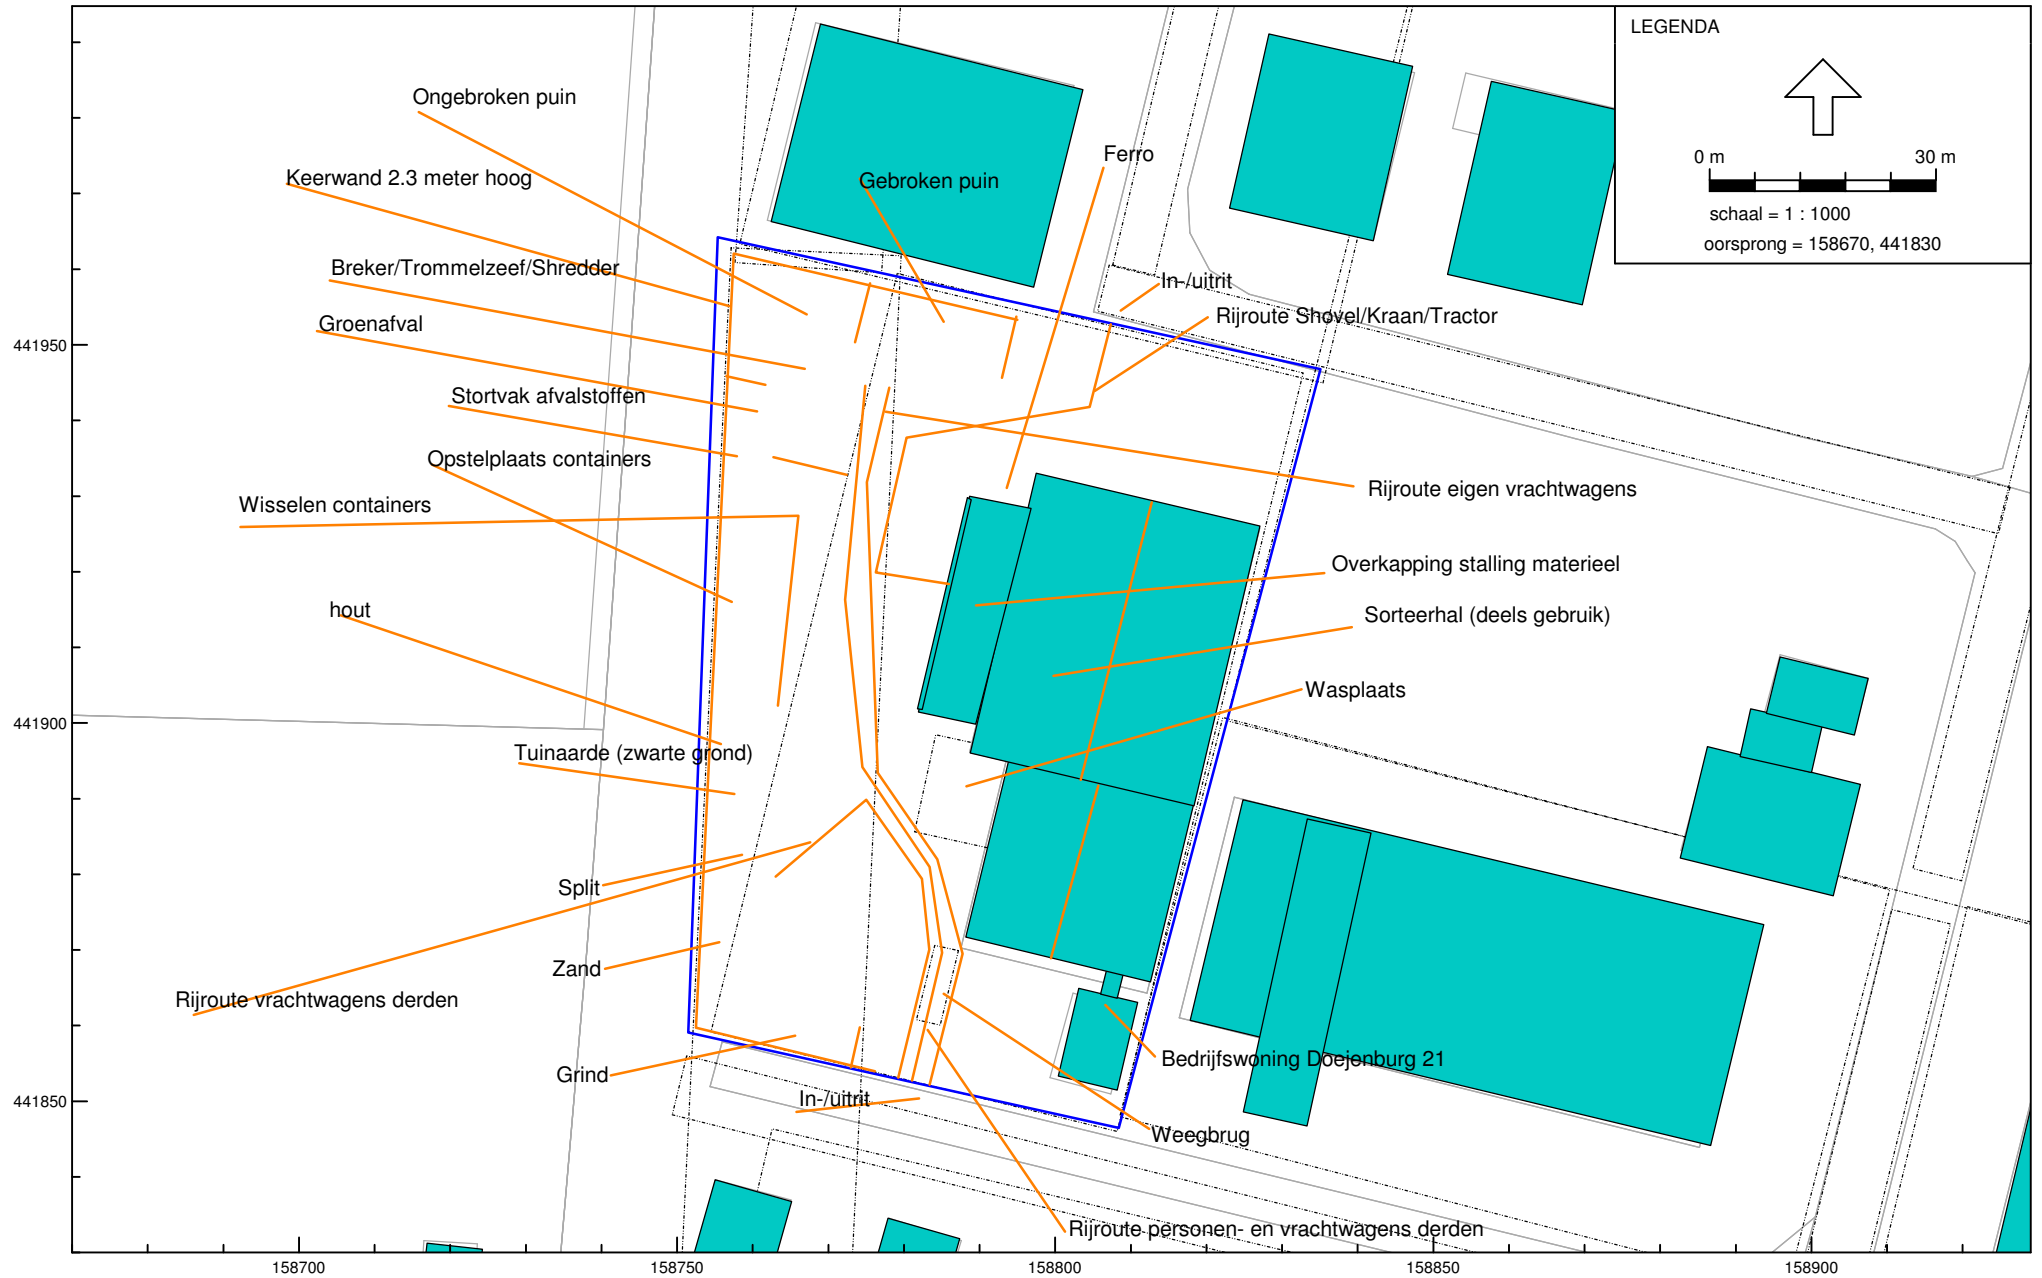 LEGENDA
Ongebroken puin
Ferro
0 m 30 m
Keerwand 2.3 meter hoog
Gebroken puin
schaal = 1 : 1000
oorsprong = 158670, 441830
Breker/Trommelzeef/Shredder
In-/uitrit
Groenafval
Rijroute Shovel/Kraan/Tractor
441950
Stortvak afvalstoffen
Opstelplaats containers
Rijroute eigen vrachtwagens
Wisselen containers
Overkapping stalling materieel
hout
Sorteerhal (deels gebruik)
Wasplaats
441900
Tuinaarde (zwarte grond)
Split
Zand
Rijroute vrachtwagens derden
Bedrijfswoning Doejenburg 21
Grind
In-/uitrit
441850
Weegbrug
Rijroute personen- en vrachtwagens derden
158700 158750 158800 158850 158900